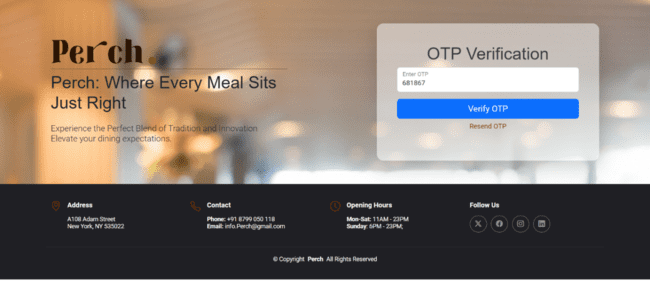 Perch
Perch: Where Every Meal Sits
Just Right
Experience the Perfect Blend of Tradition and Innovation
Elevate your dining expectations.
OTP Verification
Enter OTP
681867
Verify OTP
Resend OTP
Address
A108 Adam Street
New York, NY 535022
Contact
Phone: +91 8799 050 118
Email: info.Perch@gmail.com
Opening Hours
Mon-Sat: 11AM - 23PM
Sunday: 6PM - 23PM;
Follow Us
© Copyright Perch All Rights Reserved